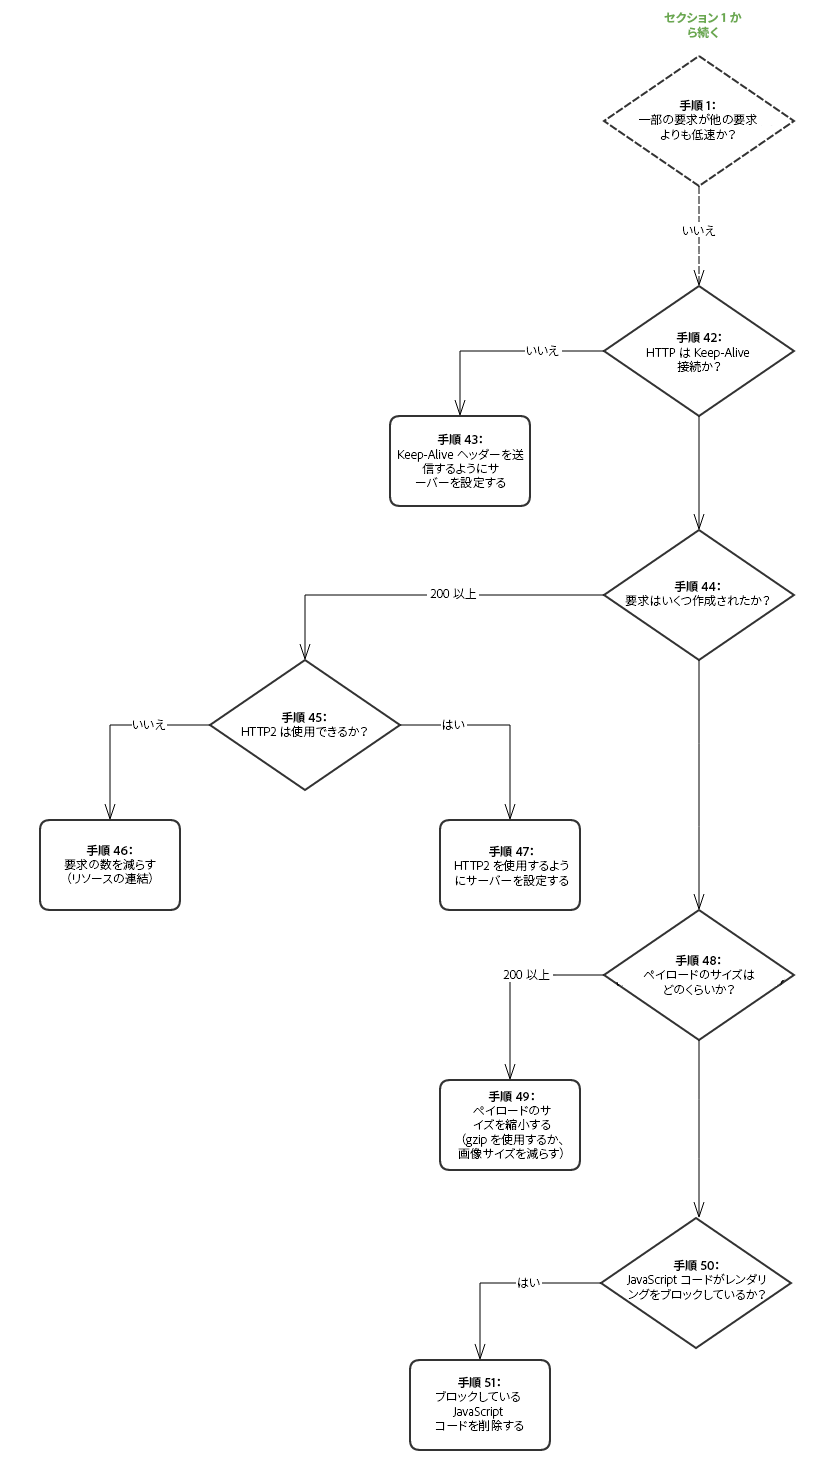 セクション 1 か
ら続く
手順 1:
一部の要求が他の要求
よりも低速か？
いいえ
手順 42:
HTTP は Keep-Alive
接続か？
いいえ
手順 43:
Keep-Alive ヘッダーを送
信するようにサ
ーバーを設定する
手順 44:
要求はいくつ作成されたか？
200 以上
手順 45:
HTTP2 は使用できるか？
いいえ
はい
手順 46:
要求の数を減らす
（リソースの連結）
手順 47:
HTTP2 を使用するよう
にサーバーを設定する
手順 48:
ペイロードのサイズは
どのくらいか？
200 以上
手順 49:
ペイロードのサ
イズを縮小する
（gzip を使用するか、
画像サイズを減らす）
手順 50:
JavaScript コードがレンダリ
ングをブロックしているか？
はい
手順 51:
ブロックしている
JavaScript
コードを削除する